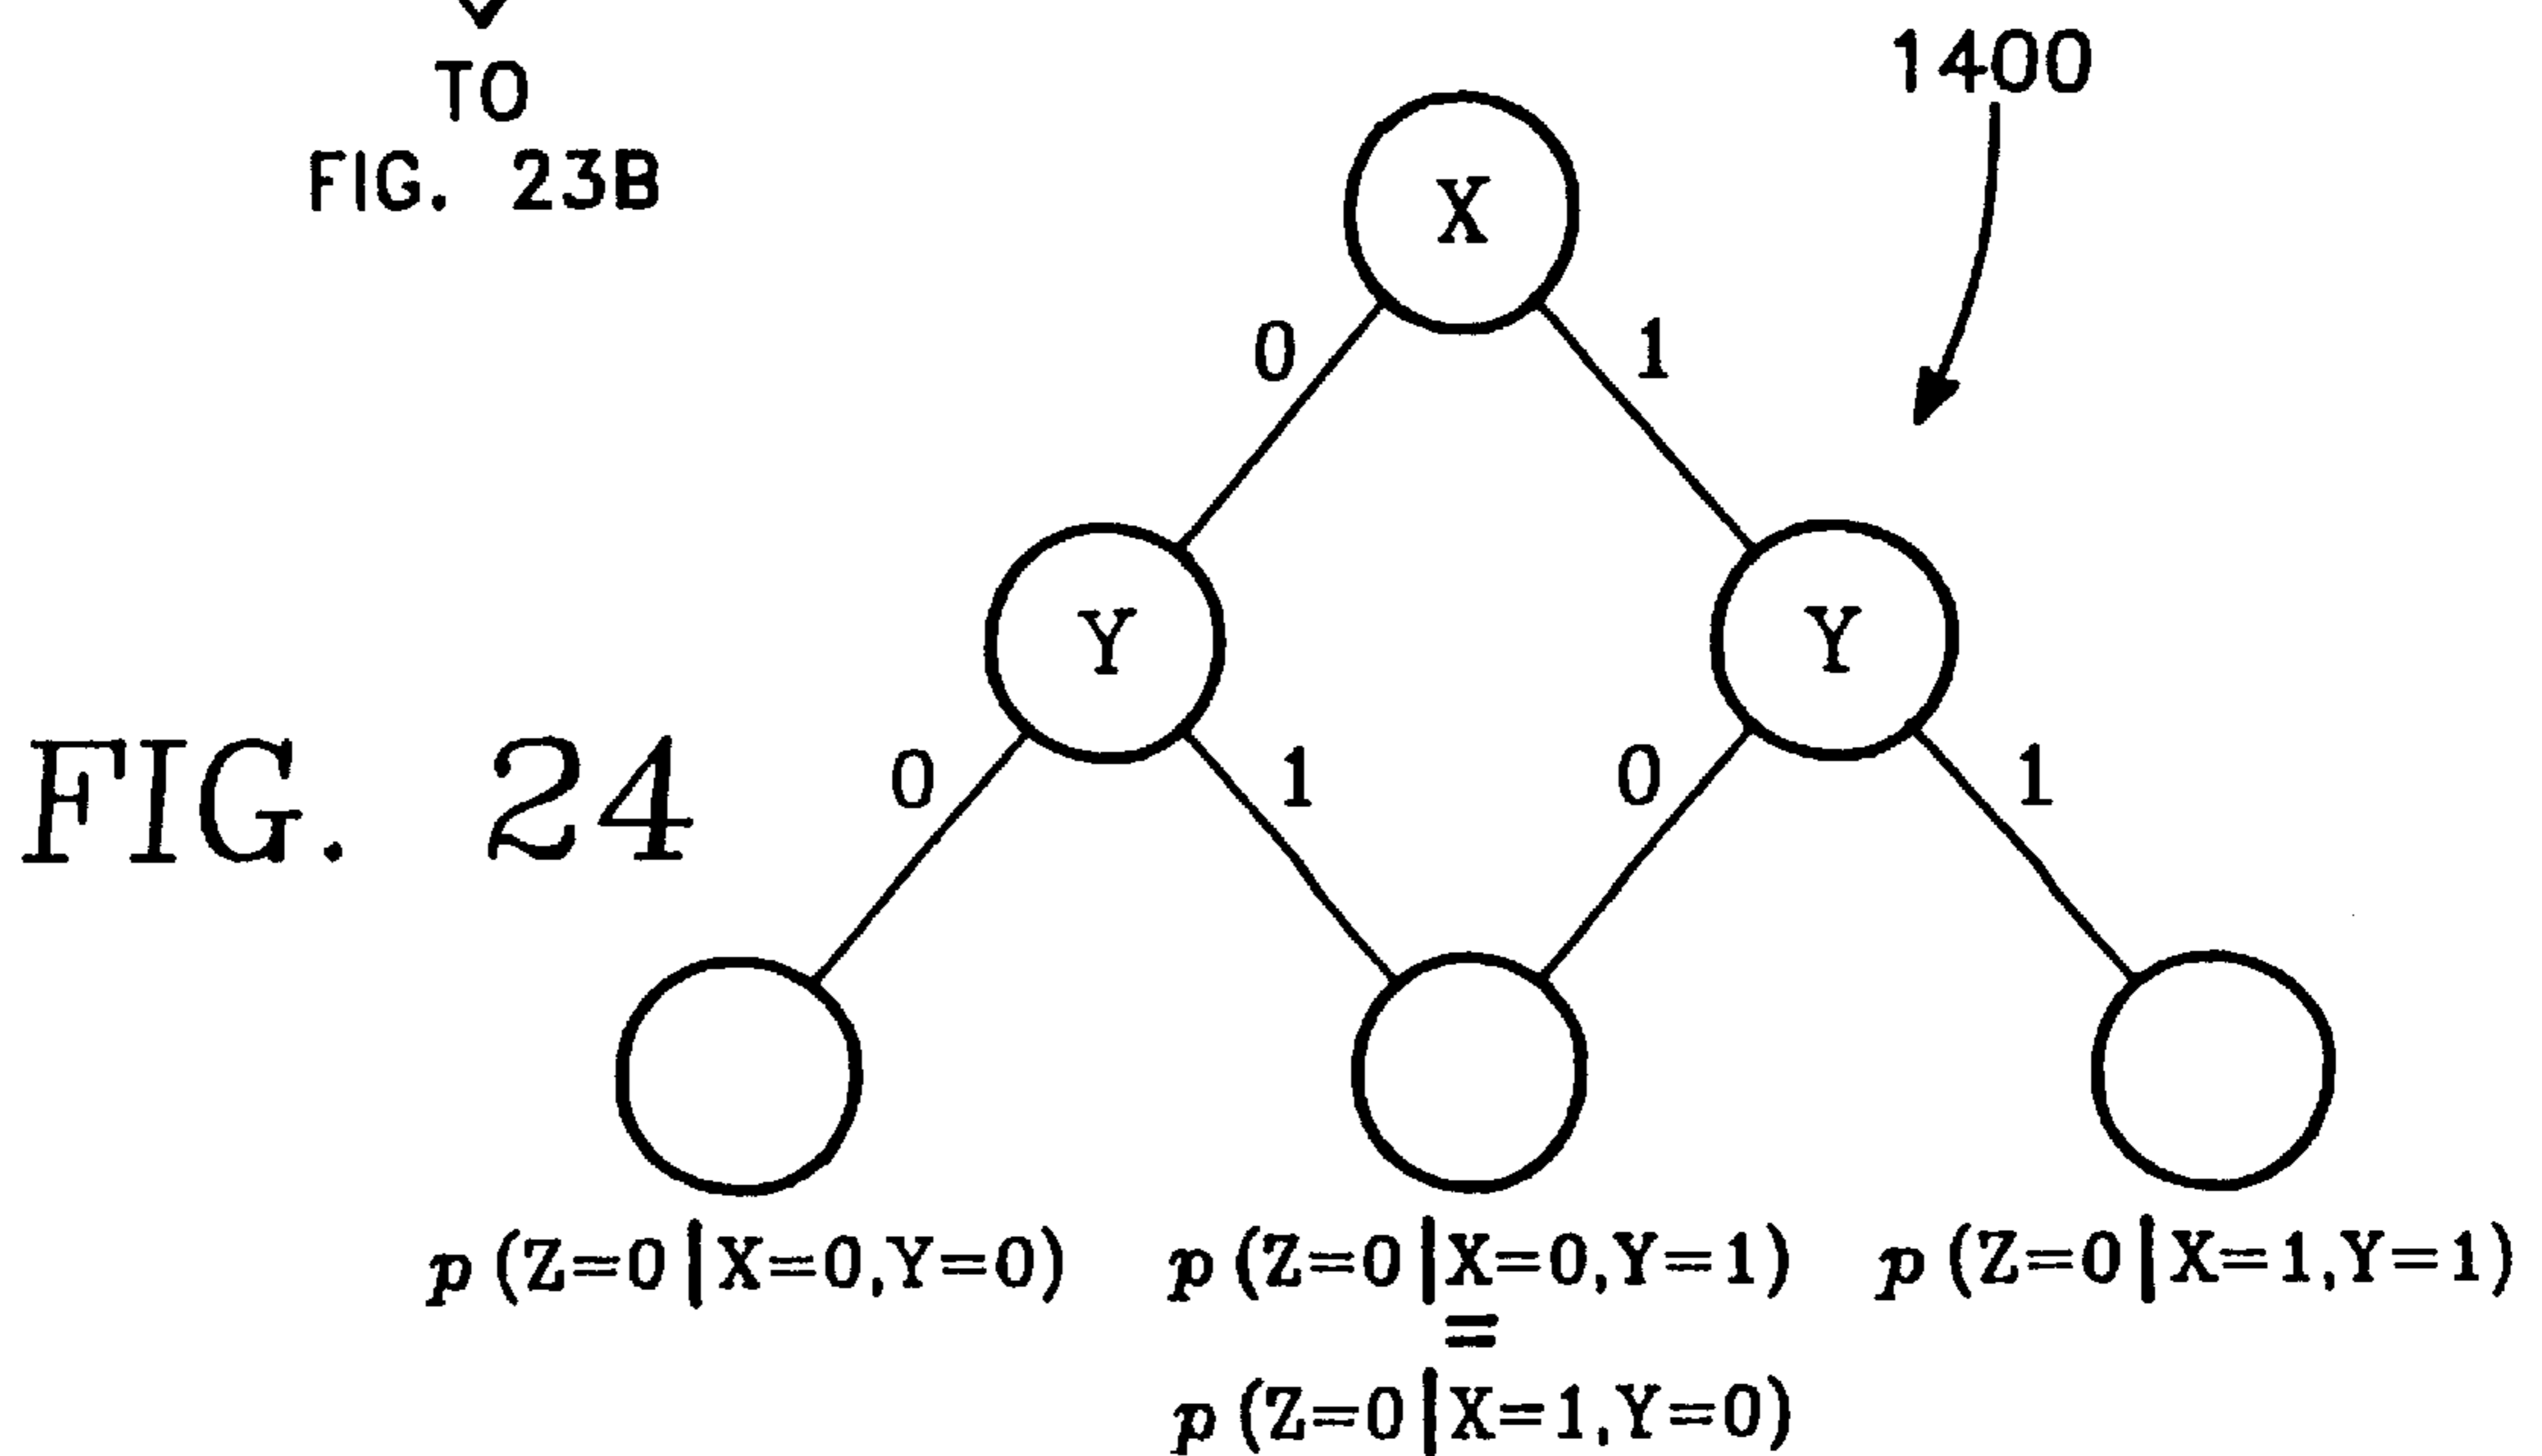 TO
FIG. 23B
1400
X
0
1
Y
Y
FIG. 24
0
1
0
1
p(Z=0|X=0,Y=0)
p(Z=0|X=0,Y=1)
p(Z=0|X=1,Y=1)
=
p(Z=0|X=1,Y=0)